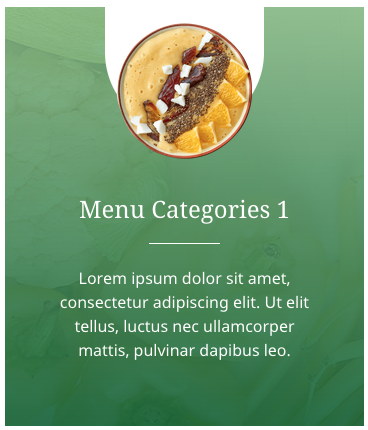 Menu Categories 1
Lorem ipsum dolor sit amet,
consectetur adipiscing elit. Ut elit
tellus, luctus nec ullamcorper
mattis, pulvinar dapibus leo.